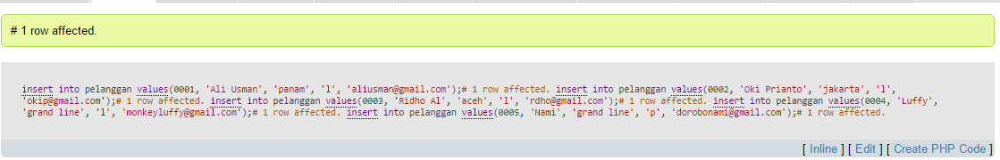 # 1 row affected.
insert into pelanggan values(0001, 'Ali Usman', 'panam', 'l', 'aliusman@gmail.com');# 1 row affected. insert into pelanggan values(0002, 'Oki Prianto', 'jakarta', 'l',
'okip@gmail.com');# 1 row affected. insert into pelanggan values(0003, 'Ridho Al', 'aceh', 'l', 'rdho@gmail.com');# 1 row affected. insert into pelanggan values(0004, 'Luffy',
'grand line', 'l', 'monkeyluffy@gmail.com');# 1 row affected. insert into pelanggan values(0005, 'Nami', 'grand line', 'p', 'dorobonami@gmail.com');# 1 row affected.
[ Inline ] [ Edit ] [ Create PHP Code ]